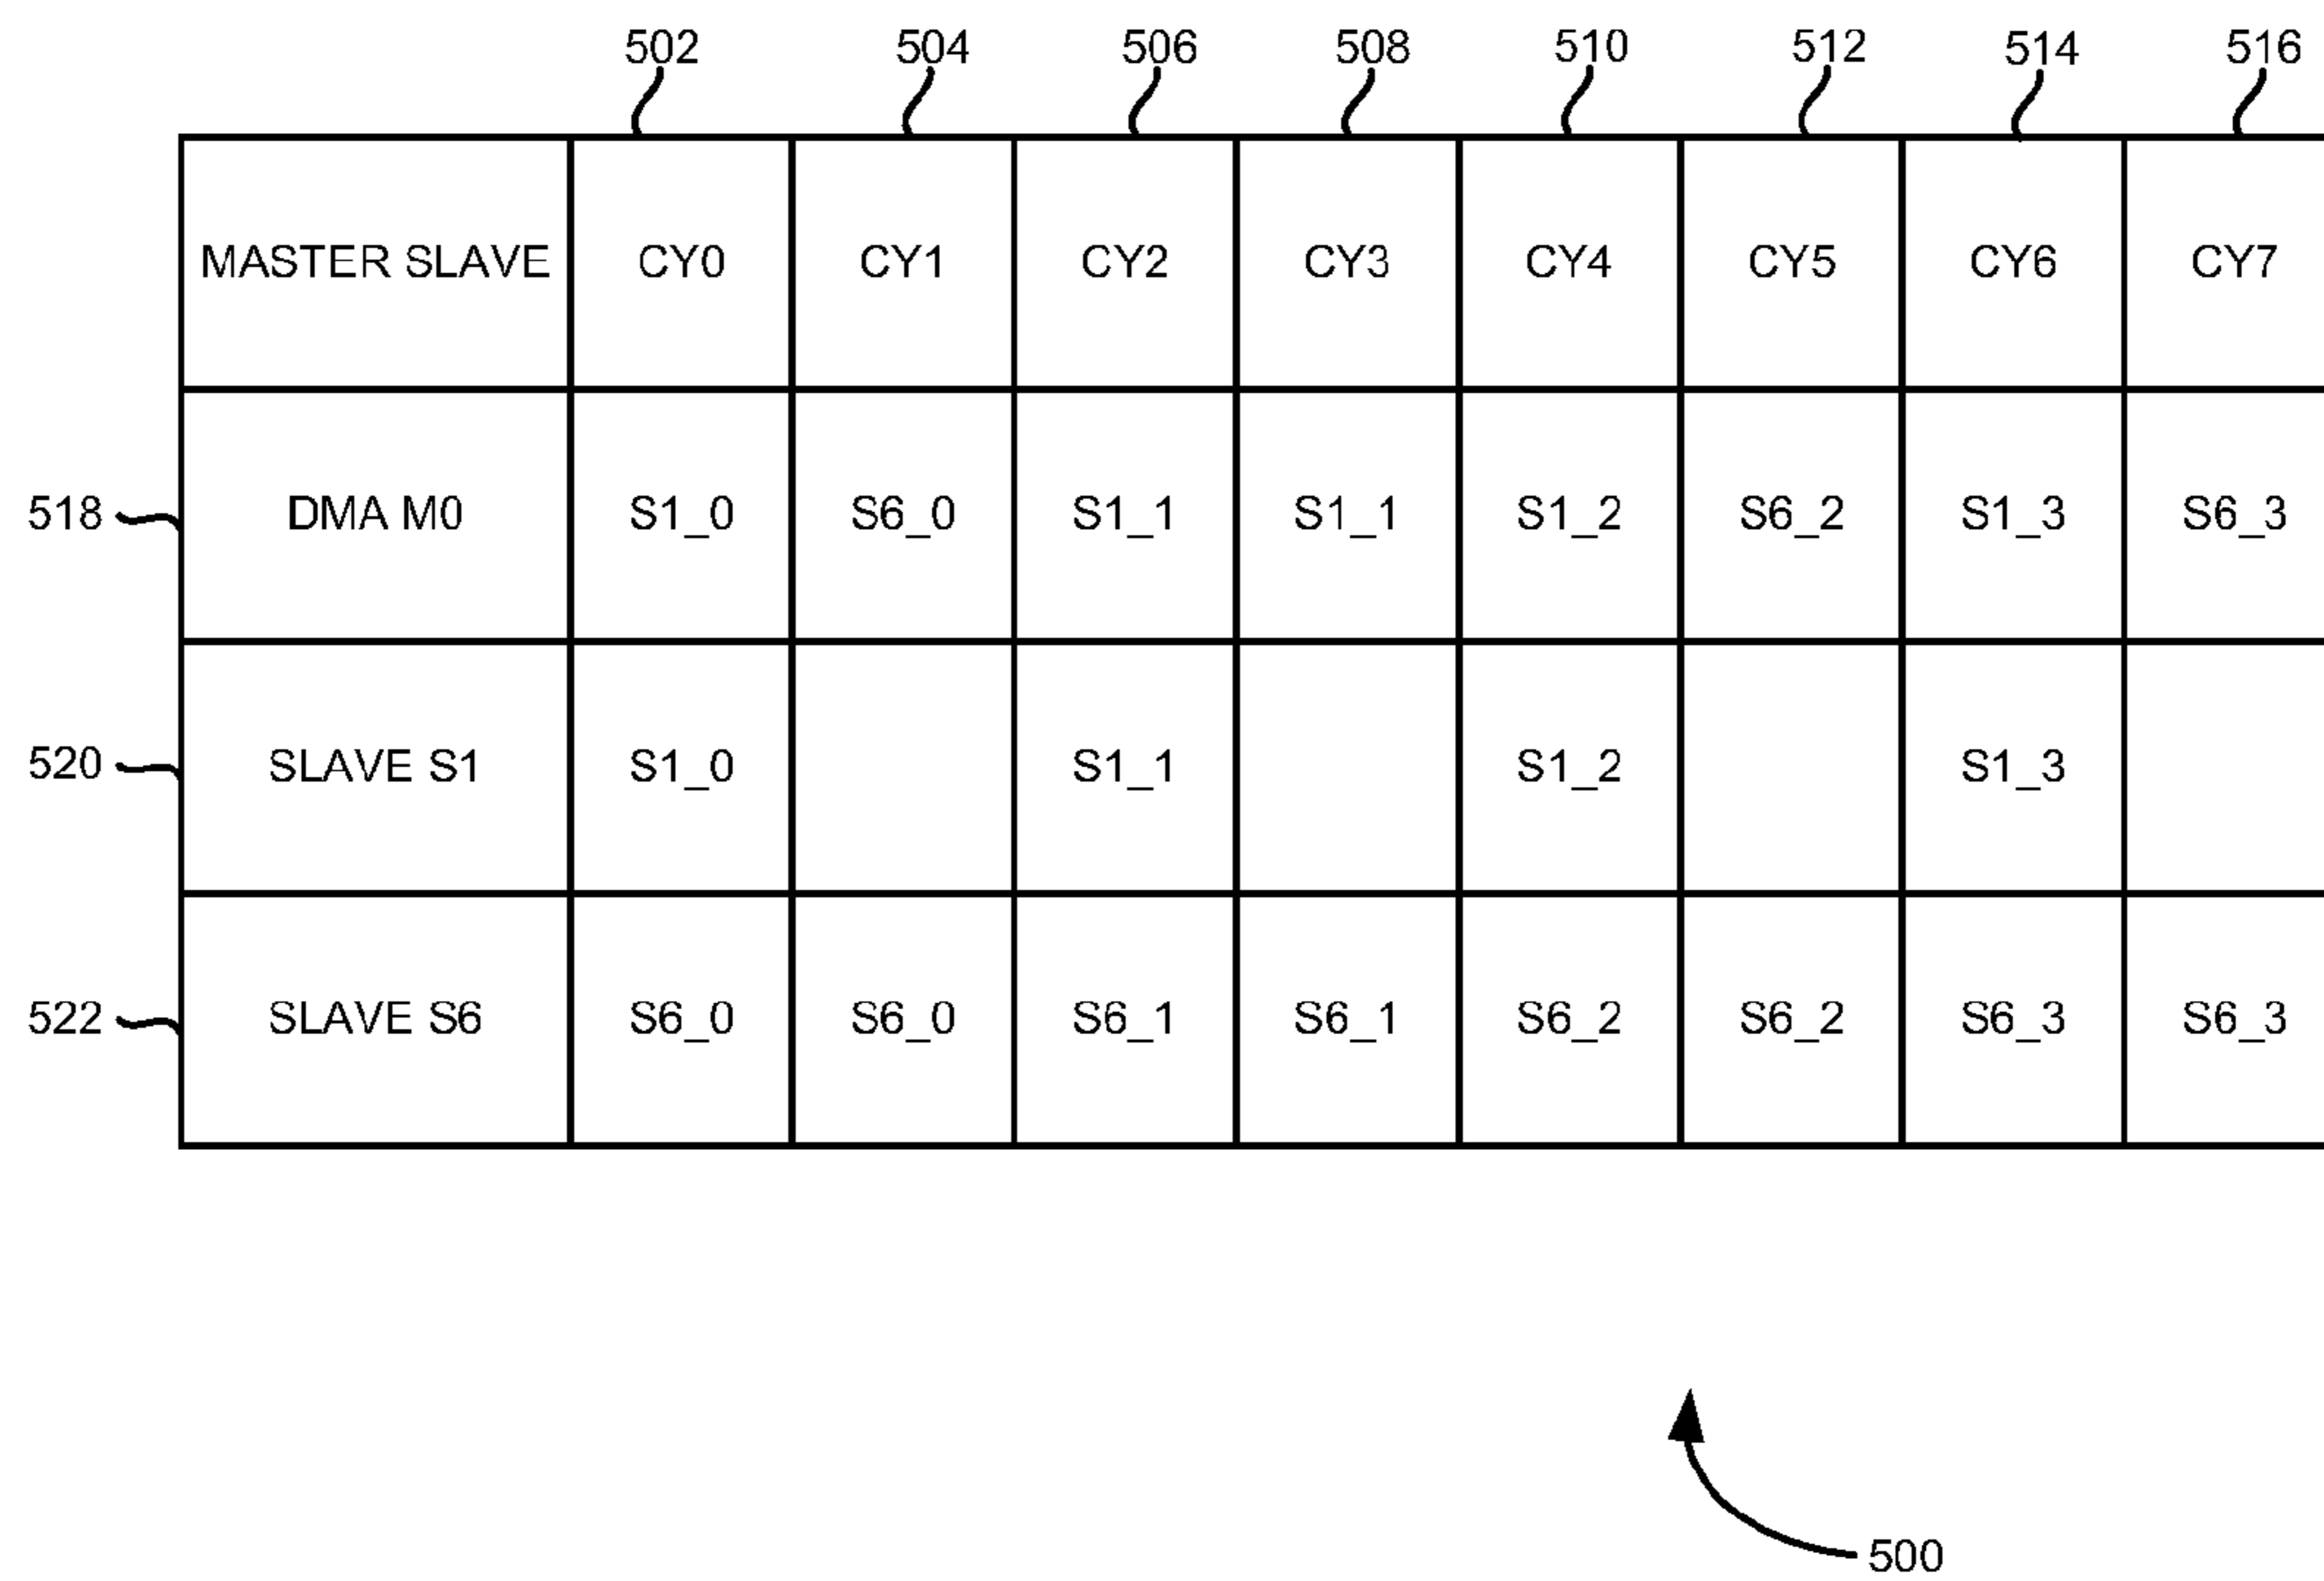 502 504 506 508 510 512 514 516
MASTER SLAVE CY0 CY1 CY2 CY3 CY4 CY5 CY6 CY7
518 DMA M0 S1_0 S6_0 S1_1 S1_1 S1_2 S6_2 S1_3 S6_3
520 SLAVE S1 S1_0 S1_1 S1_2 S1_3
522 SLAVE S6 S6_0 S6_0 S6_1 S6_1 S6_2 S6_2 S6_3 S6_3
500